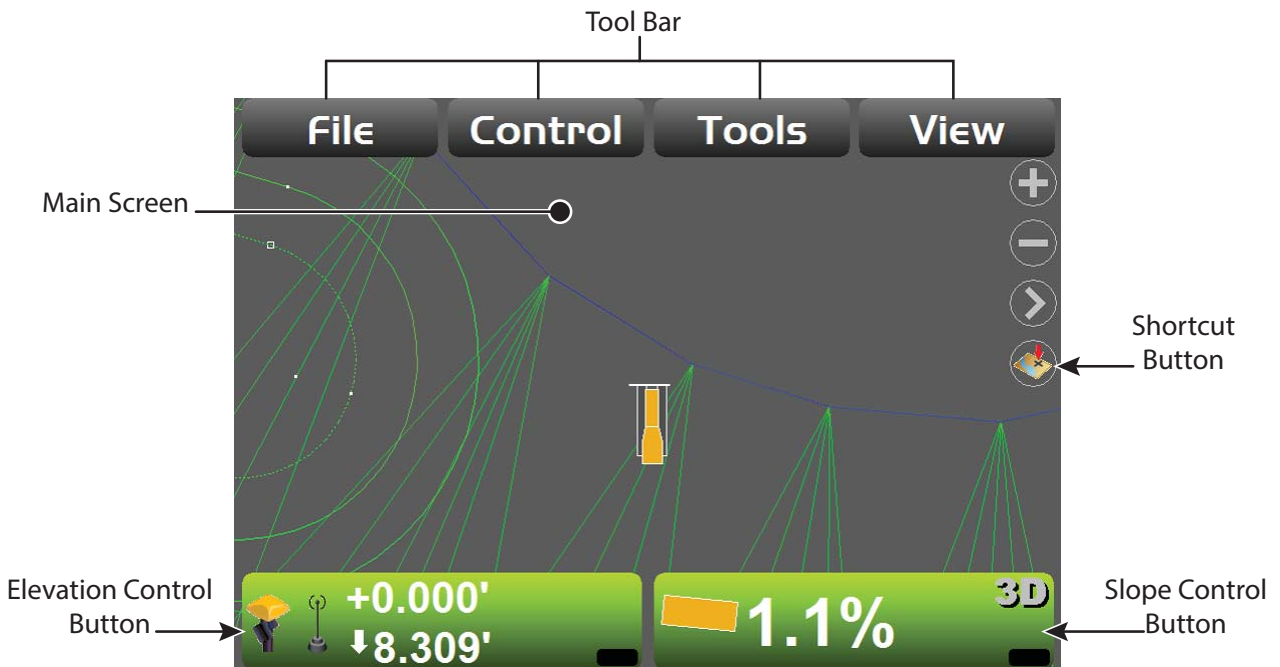 Tool Bar
File Control Tools View
Main Screen
Shortcut
Button
Elevation Control
Button
+0.000'
⬇8.309'
3D
1.1%
Slope Control
Button